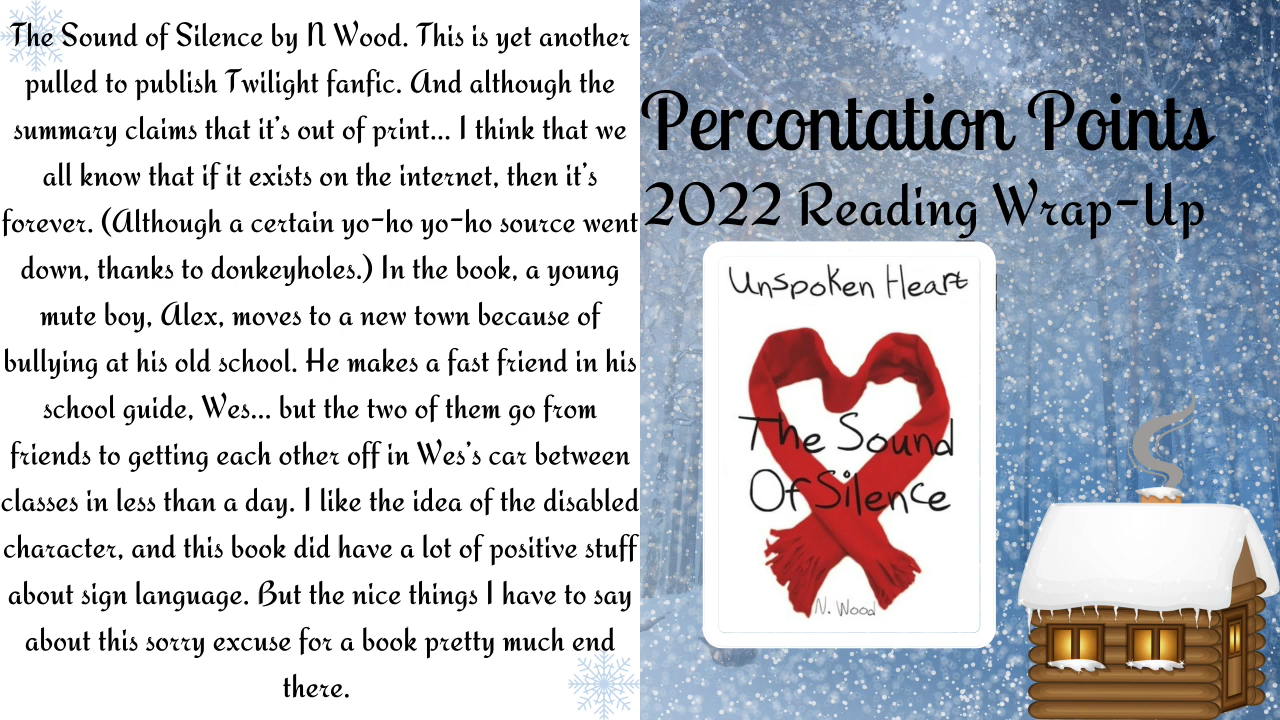 The Sound of Silence by N Wood. This is yet another
pulled to publish Twilight fanfic. And although the
summary claims that it's out of print... I think that we
all know that if it exists on the internet, then it's
forever. (Although a certain yo-ho yo-ho source went
down, thanks to donkeyholes.) In the book, a young
mute boy, Alex, moves to a new town because of
bullying at his old school. He makes a fast friend in his
school guide, Wes... but the two of them go from
friends to getting each other off in Wes's car between
classes in less than a day. I like the idea of the disabled
character, and this book did have a lot of positive stuff
about sign language. But the nice things I have to say
about this sorry excuse for a book pretty much end
there.
Percontation Points
2022 Reading Wrap-Up
Unspoken Heart
The Sound
Of Silence
N. Wood